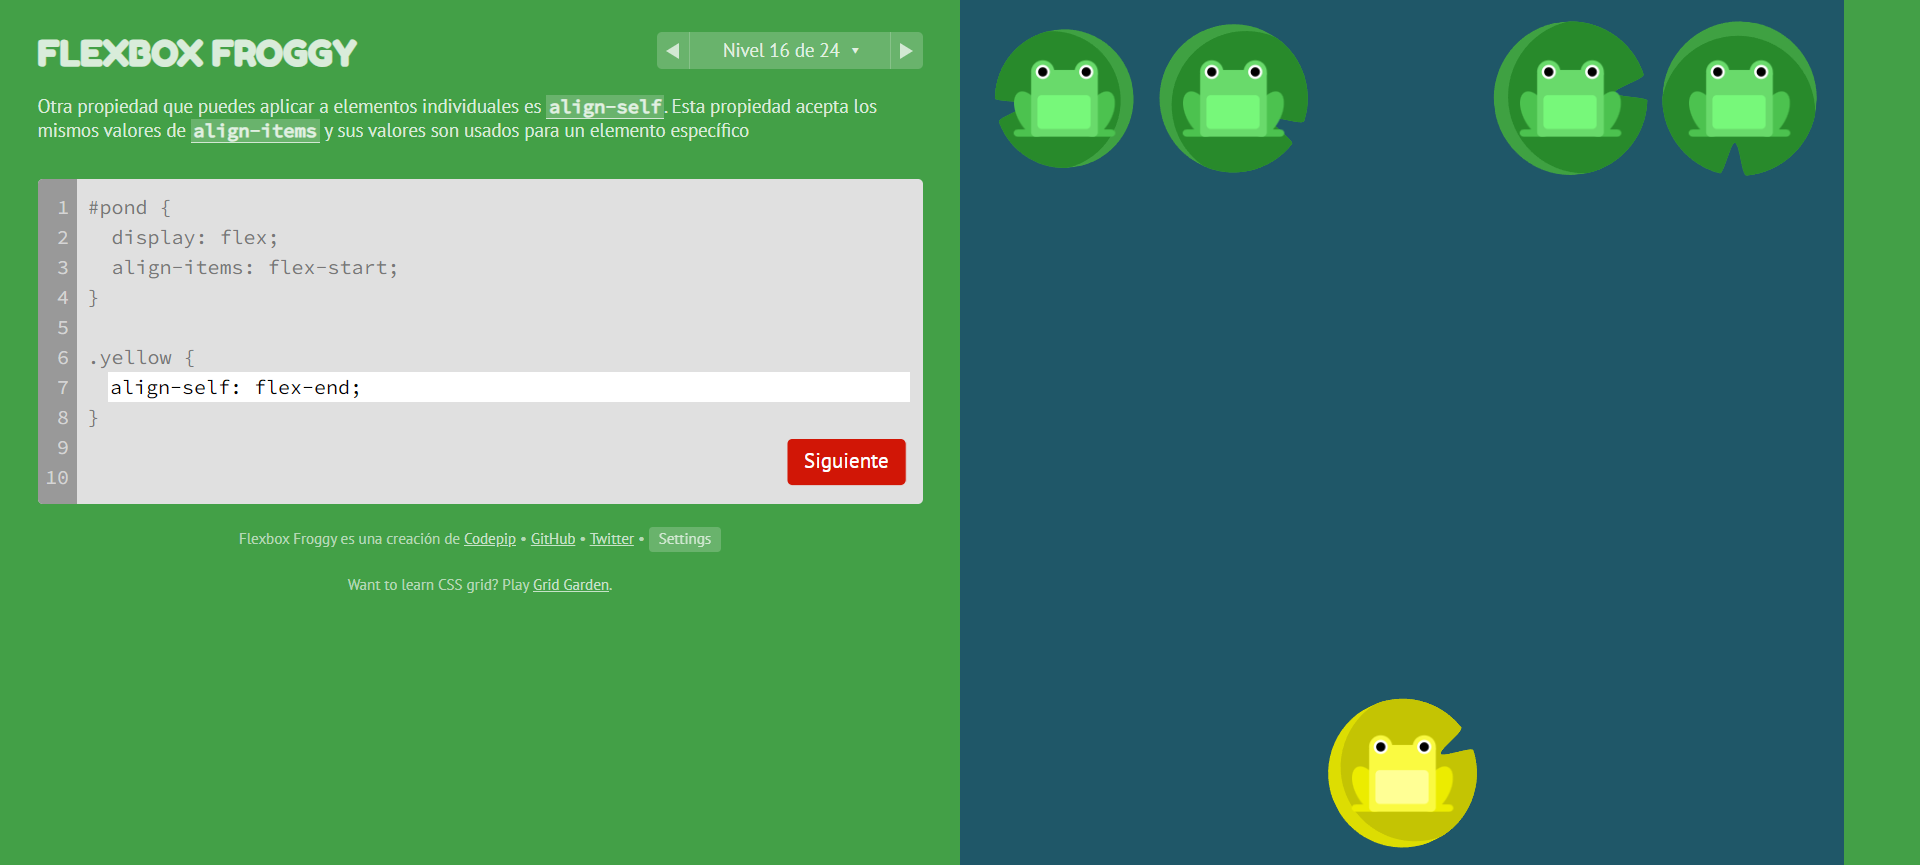 FLEXBOX FROGGY
◀ Nivel 16 de 24 ▾ ▶
Otra propiedad que puedes aplicar a elementos individuales es align-self. Esta propiedad acepta los
mismos valores de align-items y sus valores son usados para un elemento específico
1 #pond {
2   display: flex;
3   align-items: flex-start;
4 }
5
6 .yellow {
7   align-self: flex-end;
8 }
9
10
Siguiente
Flexbox Froggy es una creación de Codepip • GitHub • Twitter • Settings
Want to learn CSS grid? Play Grid Garden.